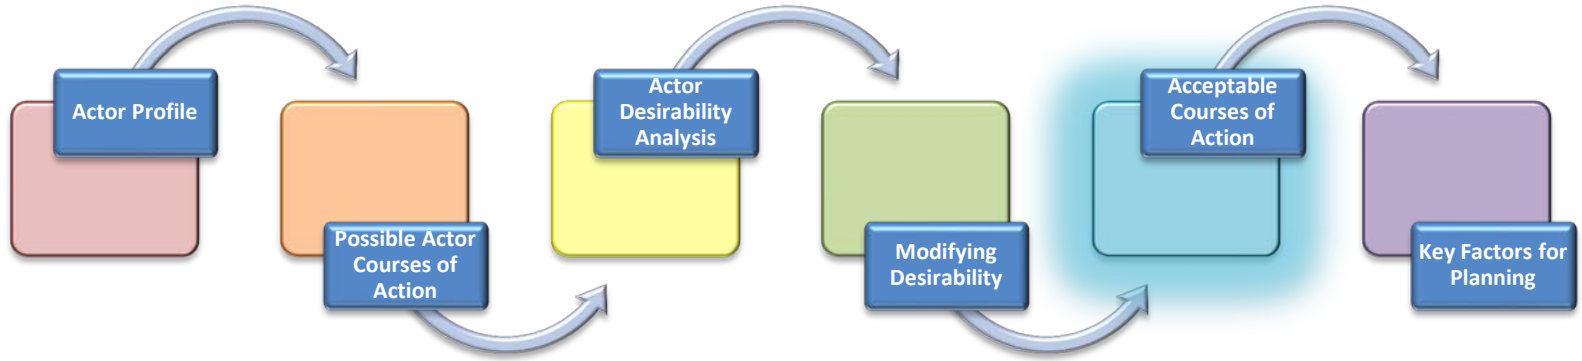 Actor Profile
Possible Actor
Courses of
Action
Actor
Desirability
Analysis
Modifying
Desirability
Acceptable
Courses of
Action
Key Factors for
Planning